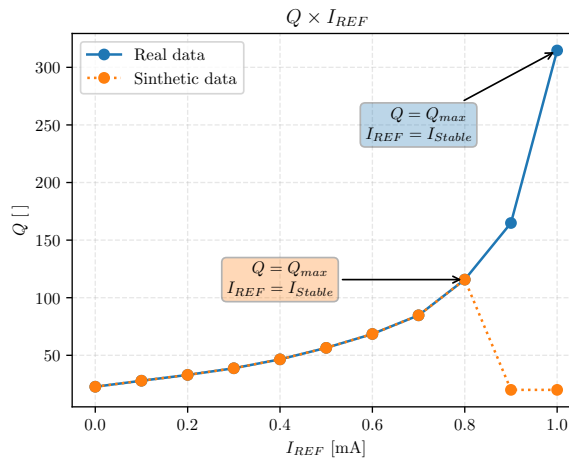 Q × I_REF
Real data
Sinthetic data
Q = Q_max
I_REF = I_Stable
Q = Q_max
I_REF = I_Stable
300
250
200
150
100
50
Q [ ]
0.0 0.2 0.4 0.6 0.8 1.0
I_REF [mA]